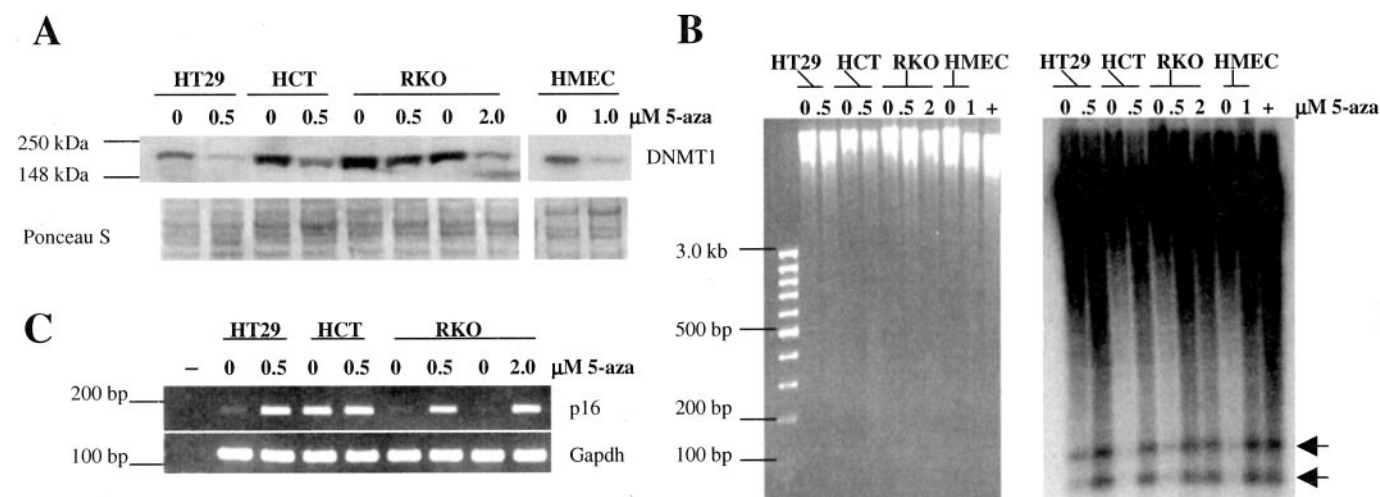 A
HT29 HCT RKO HMEC
0 0.5 0 0.5 0 0.5 0 2.0 0 1.0 μM 5-aza
250 kDa
148 kDa
DNMT1
Ponceau S
B
HT29 HCT RKO HMEC
0 .5 0 .5 0 .5 2 0 1 +
3.0 kb
500 bp
200 bp
100 bp
HT29 HCT RKO HMEC
0 .5 0 .5 0 .5 2 0 1 + μM 5-aza
C
HT29 HCT RKO
– 0 0.5 0 0.5 0 0.5 0 2.0 μM 5-aza
200 bp
p16
100 bp
Gapdh